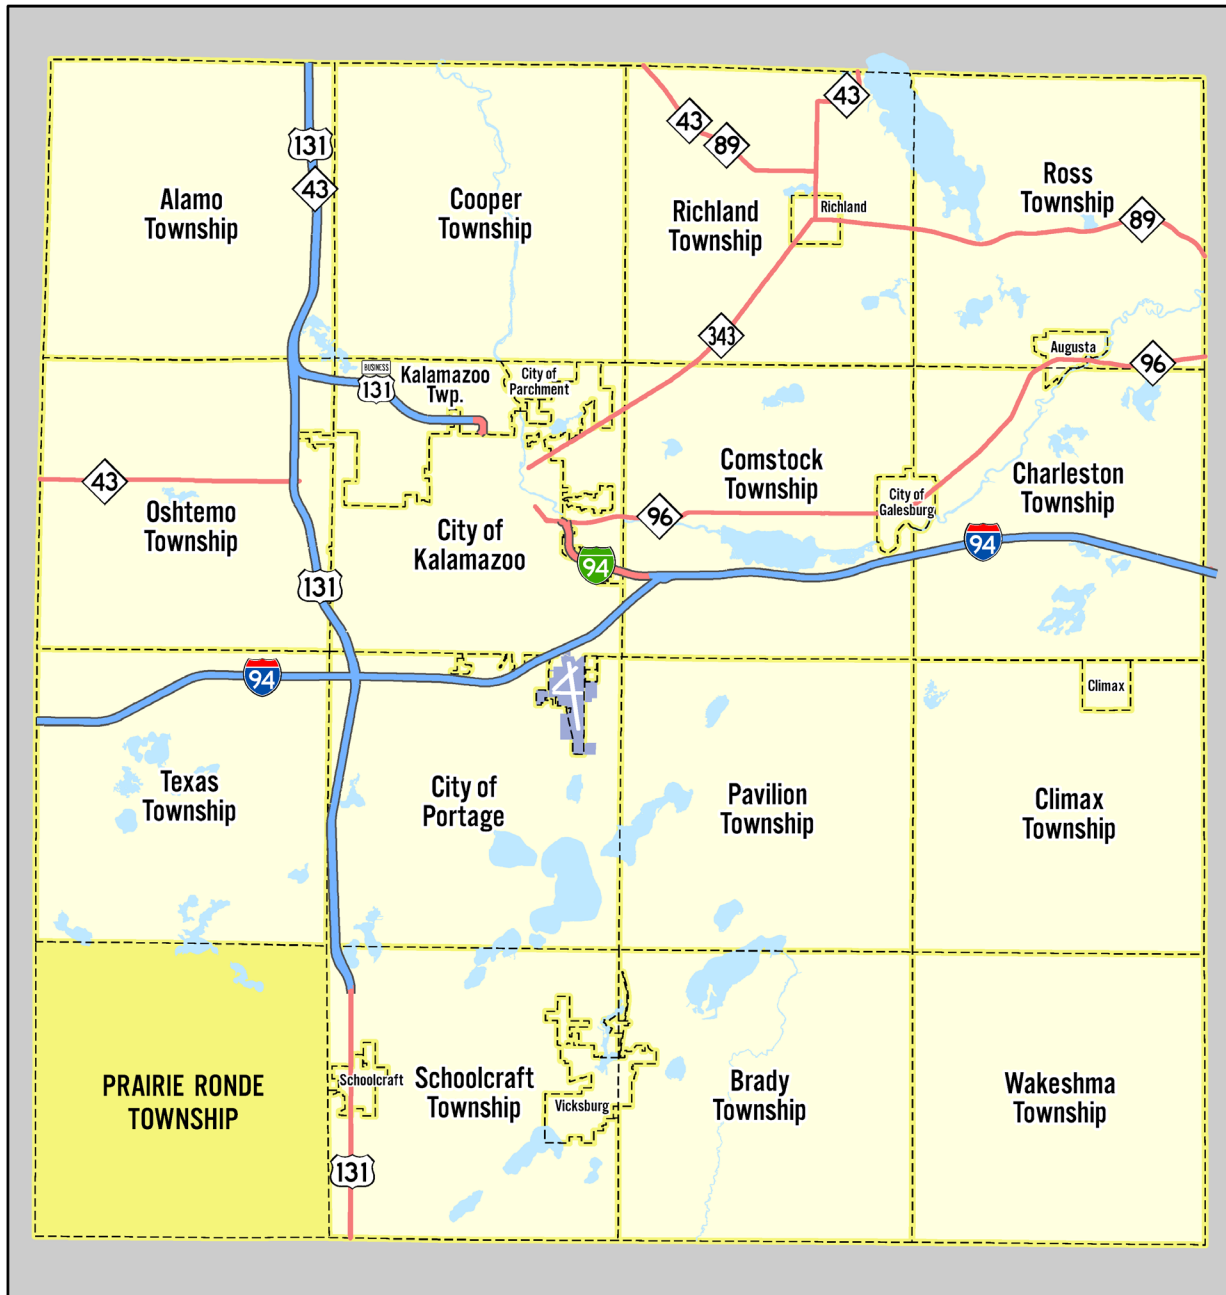 43
131
43
89
Ross
Township
43
Alamo
Township
Cooper
Township
Richland
Township
Richland
89
343
Augusta
96
BUSINESS
131
Kalamazoo
Twp.
City of
Parchment
Comstock
Township
Charleston
Township
43
Oshtemo
Township
City of
Kalamazoo
96
City of
Galesburg
94
94
131
94
Climax
Texas
Township
City of
Portage
Pavilion
Township
Climax
Township
PRAIRIE RONDE
TOWNSHIP
Schoolcraft
Schoolcraft
Township
Vicksburg
Brady
Township
Wakeshma
Township
131